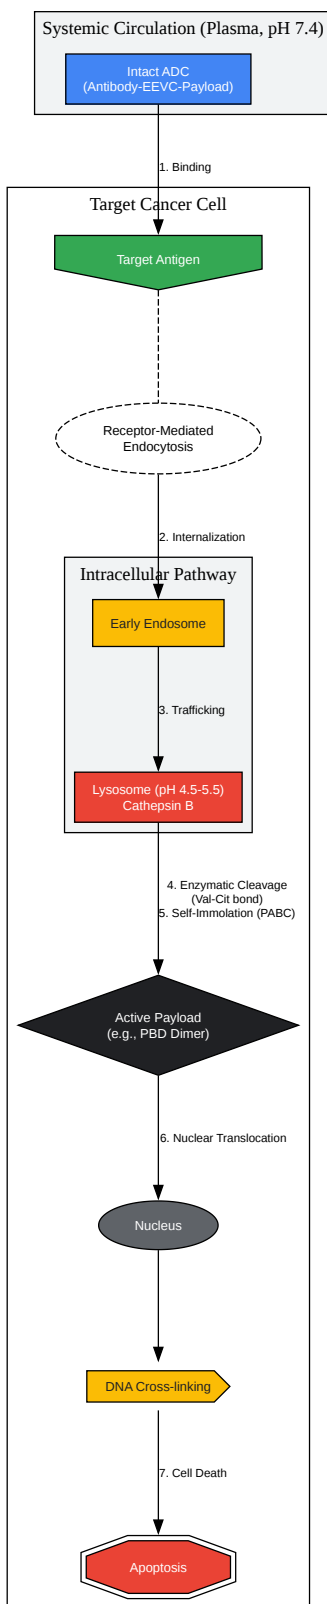 Systemic Circulation (Plasma, pH 7.4)
Intact ADC
(Antibody-EEVC-Payload)
1. Binding
Target Cancer Cell
Target Antigen
Receptor-Mediated
Endocytosis
2. Internalization
Intracellular Pathway
Early Endosome
3. Trafficking
Lysosome (pH 4.5-5.5)
Cathepsin B
4. Enzymatic Cleavage
(Val-Cit bond)
5. Self-Immolation (PABC)
Active Payload
(e.g., PBD Dimer)
6. Nuclear Translocation
Nucleus
DNA Cross-linking
7. Cell Death
Apoptosis